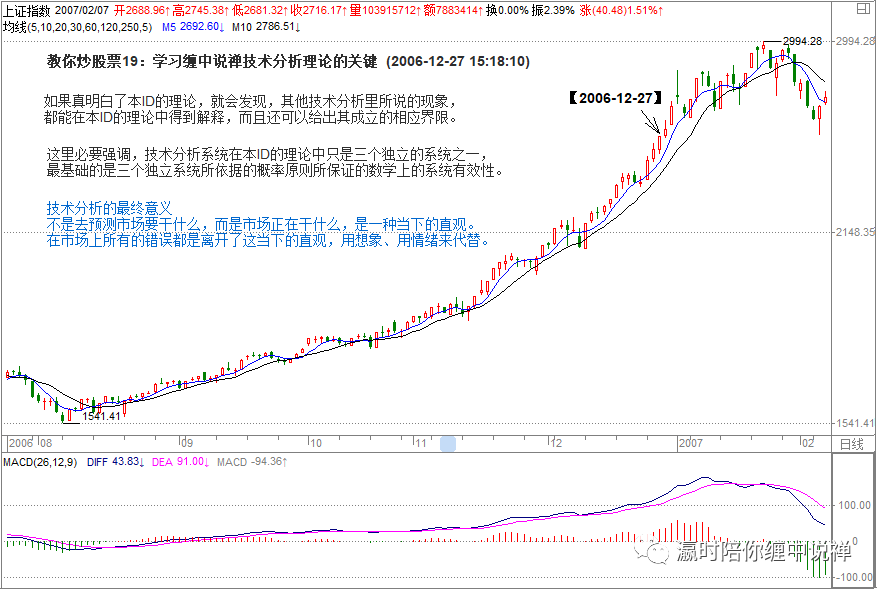 上证指数 2007/02/07 开2688.96↑高2745.38↑低2681.32↑收2716.17↑量103915712↑额7883414↑换0.00%振2.39% 涨(40.48)1.51%↑
均线(5,10,20,30,60,120,250,5) M5 2692.60↓ M10 2786.51↓
教你炒股票19：学习缠中说禅技术分析理论的关键 (2006-12-27 15:18:10)
如果真明白了本ID的理论，就会发现，其他技术分析里所说的现象，
都能在本ID的理论中得到解释，而且还可以给出其成立的相应界限。
这里必要强调，技术分析系统在本ID的理论中只是三个独立的系统之一，
最基础的是三个独立系统所依据的概率原则所保证的数学上的系统有效性。
技术分析的最终意义
不是去预测市场要干什么，而是市场正在干什么，是一种当下的直观。
在市场上所有的错误都是离开了这当下的直观，用想象、用情绪来代替。
【2006-12-27】
2994.28
2994.28
2148.35
1541.41
1541.41
2006 08 09 10 11 12 2007 02 日线
MACD(26,12,9) DIFF 43.83↓ DEA 91.00↓ MACD -94.36↑
100.00
0
-100.00
瀛时陪你缠中说禅